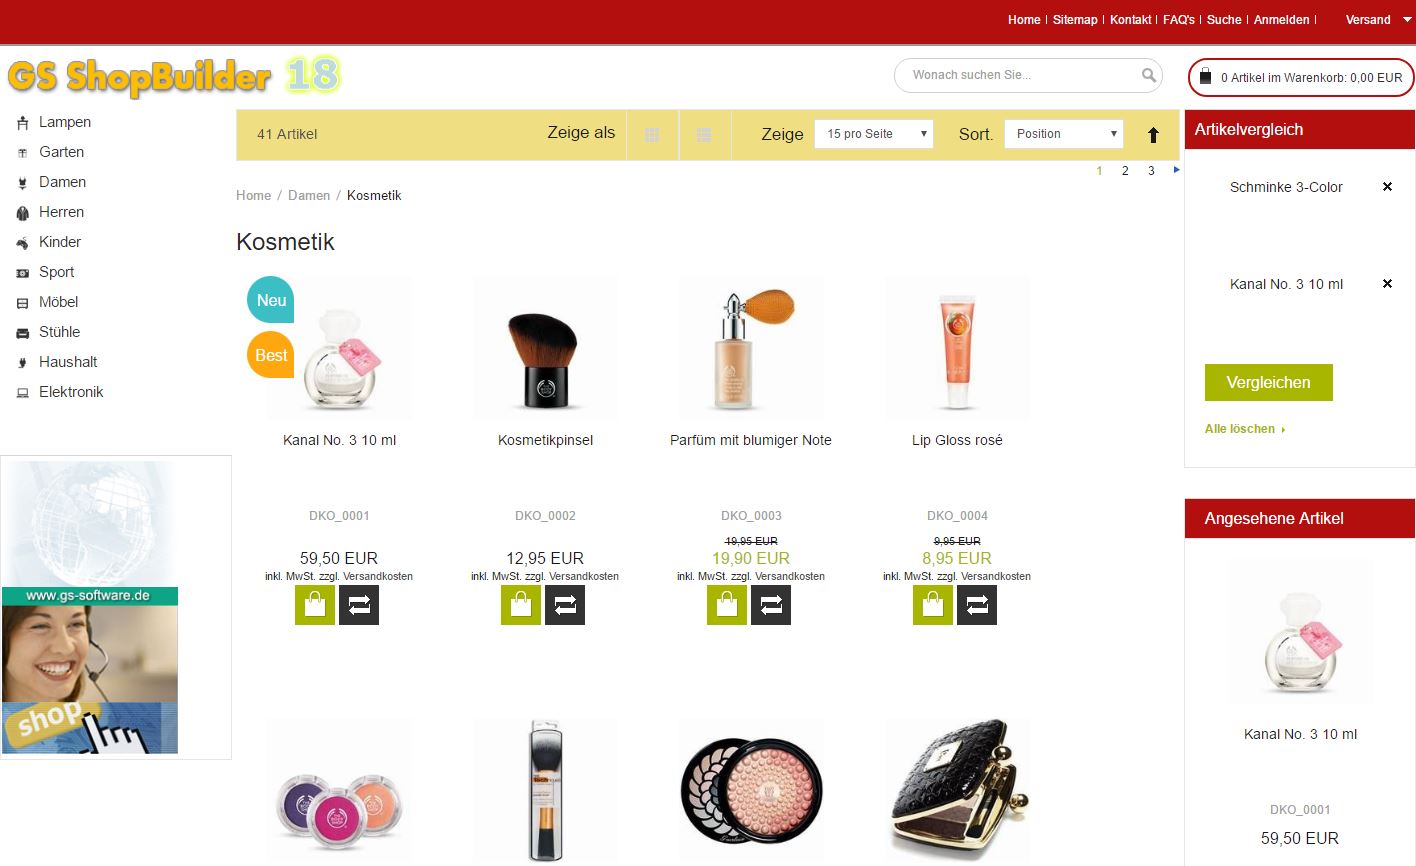 Home | Sitemap | Kontakt | FAQ's | Suche | Anmelden | Versand
GS ShopBuilder 18
Wonach suchen Sie...
0 Artikel im Warenkorb: 0,00 EUR
Lampen
Garten
Damen
Herren
Kinder
Sport
Möbel
Stühle
Haushalt
Elektronik
www.gs-software.de
shop
41 Artikel
Zeige als
Zeige 15 pro Seite
Sort. Position
1 2 3
Home / Damen / Kosmetik
Kosmetik
Neu
Best
Kanal No. 3 10 ml
DKO_0001
59,50 EUR
inkl. MwSt. zzgl. Versandkosten
Kosmetikpinsel
DKO_0002
12,95 EUR
inkl. MwSt. zzgl. Versandkosten
Parfüm mit blumiger Note
DKO_0003
19,95 EUR
19,90 EUR
inkl. MwSt. zzgl. Versandkosten
Lip Gloss rosé
DKO_0004
9,95 EUR
8,95 EUR
inkl. MwSt. zzgl. Versandkosten
Artikelvergleich
Schminke 3-Color
Kanal No. 3 10 ml
Vergleichen
Alle löschen
Angesehene Artikel
Kanal No. 3 10 ml
DKO_0001
59,50 EUR